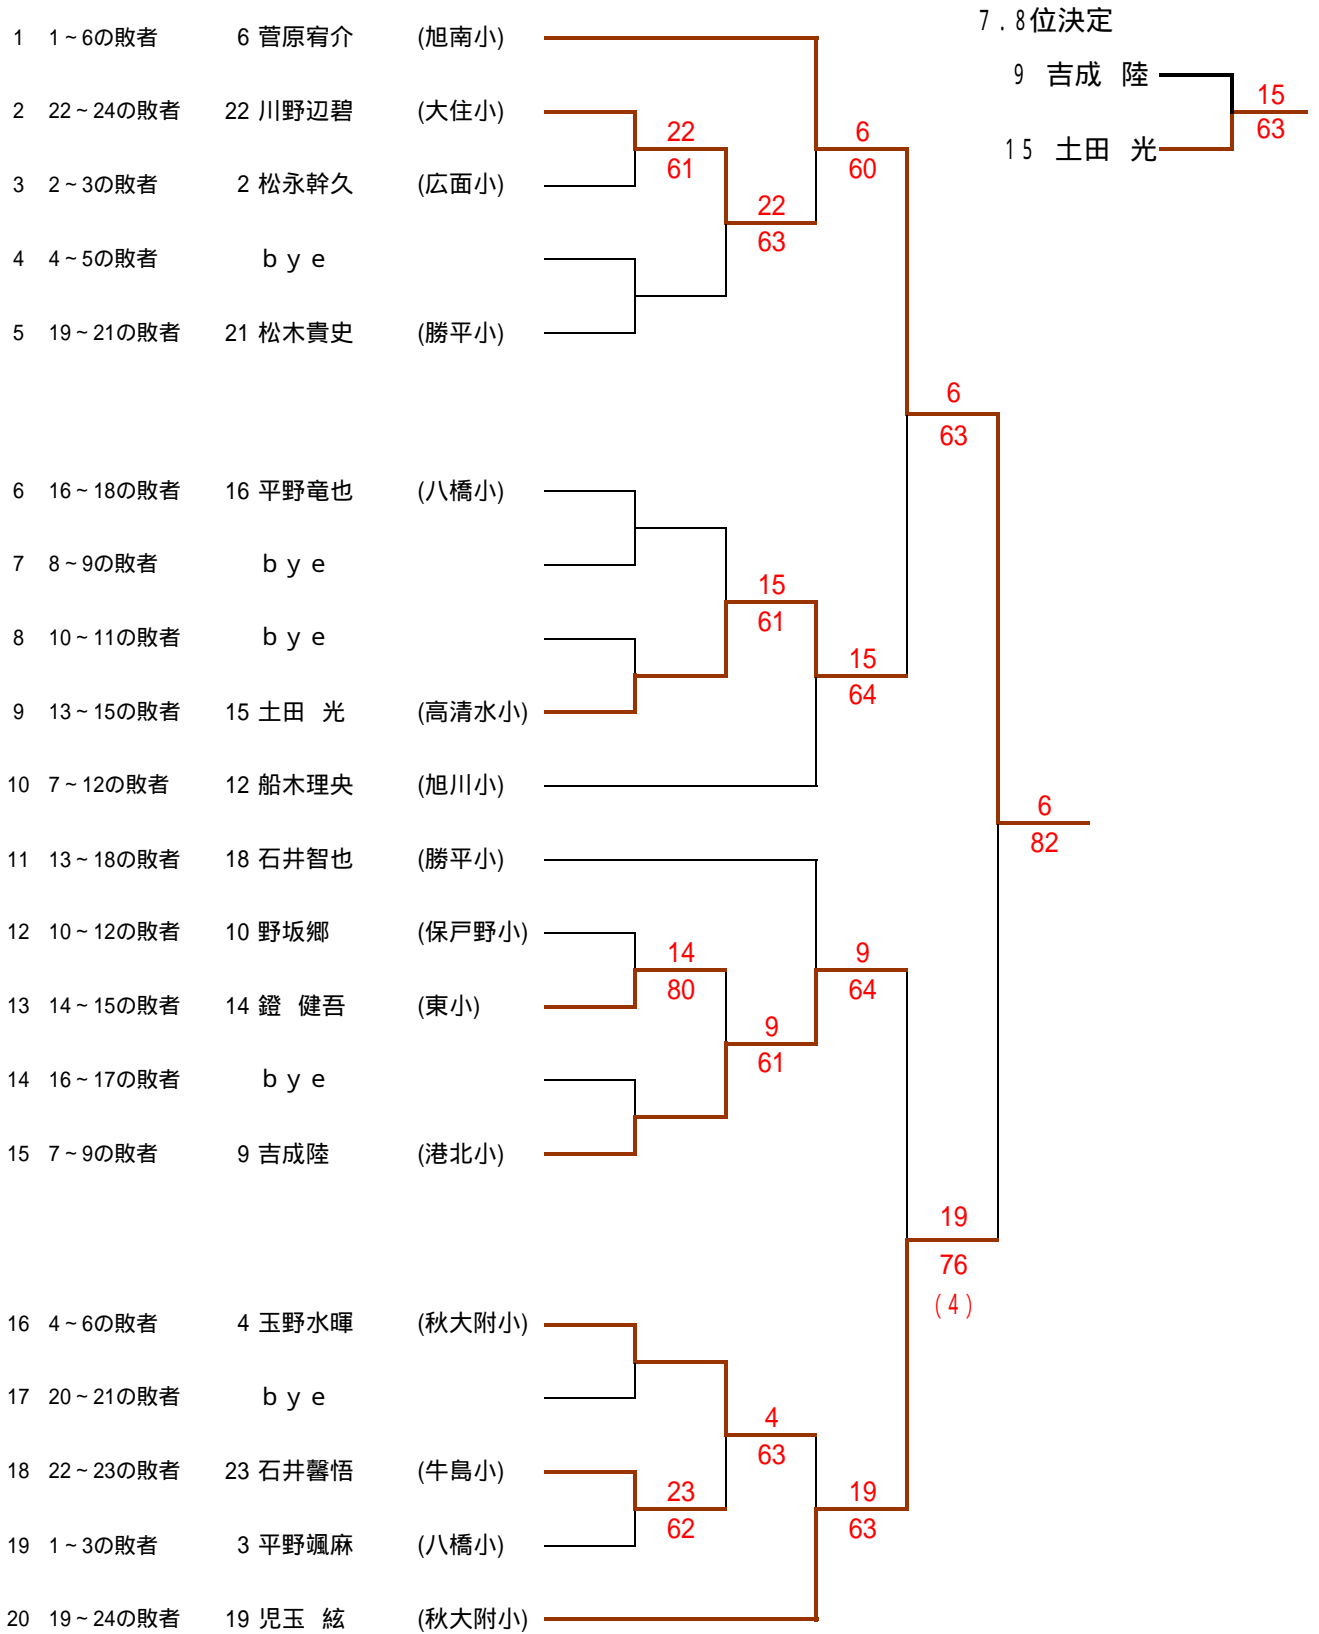 7．8位決定
1 1～6の敗者 6 菅原宥介 (旭南小)
9 吉成 陸
15
2 22～24の敗者 22 川野辺碧 (大住小)
22 6
63
15 土田 光
61 60
3 2～3の敗者 2 松永幹久 (広面小)
22
63
4 4～5の敗者 ｂｙｅ
5 19～21の敗者 21 松木貴史 (勝平小)
6
63
6 16～18の敗者 16 平野竜也 (八橋小)
7 8～9の敗者 ｂｙｅ
15
61
8 10～11の敗者 ｂｙｅ
15
64
9 13～15の敗者 15 土田 光 (高清水小)
10 7～12の敗者 12 船木理央 (旭川小)
6
82
11 13～18の敗者 18 石井智也 (勝平小)
12 10～12の敗者 10 野坂郷 (保戸野小)
14 9
80 64
13 14～15の敗者 14 鐙 健吾 (東小)
9
61
14 16～17の敗者 ｂｙｅ
15 7～9の敗者 9 吉成陸 (港北小)
19
76
(4)
16 4～6の敗者 4 玉野水暉 (秋大附小)
17 20～21の敗者 ｂｙｅ
4
63
18 22～23の敗者 23 石井馨悟 (牛島小)
23 19
62 63
19 1～3の敗者 3 平野颯麻 (八橋小)
20 19～24の敗者 19 児玉 絃 (秋大附小)